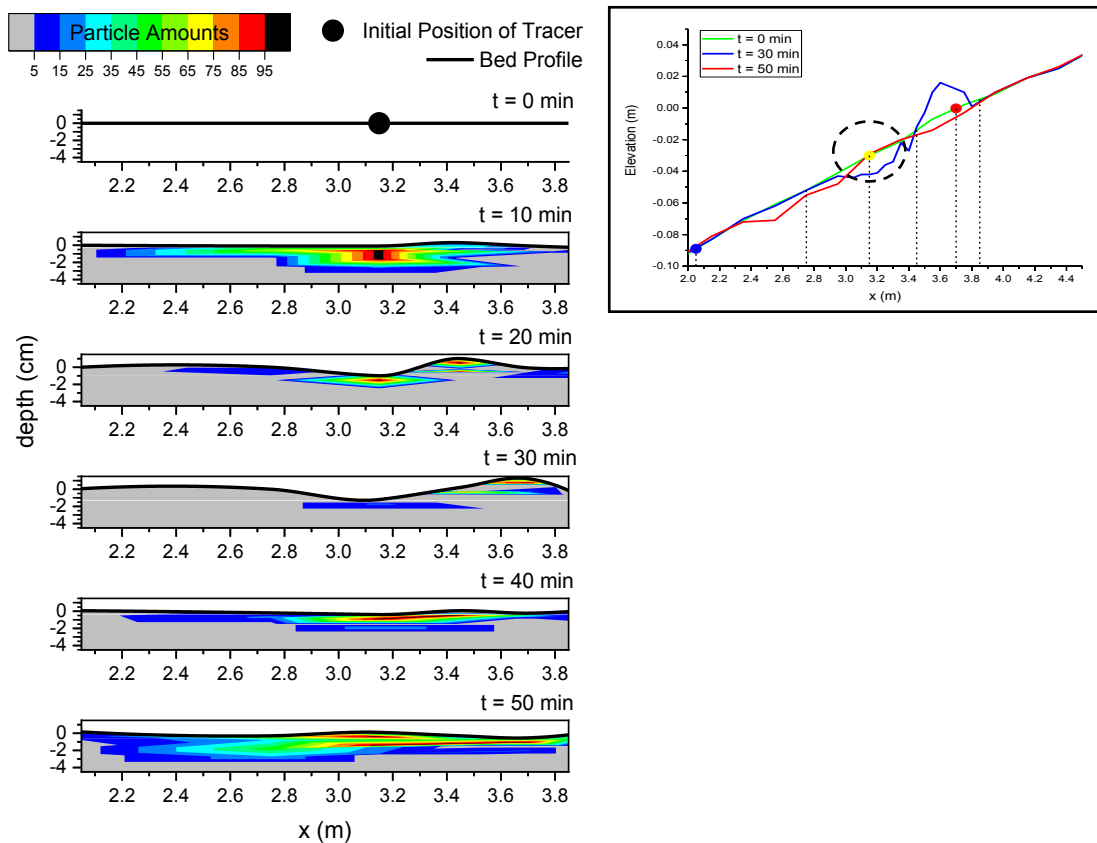 Particle Amounts
5 15 25 35 45 55 65 75 85 95
Initial Position of Tracer
Bed Profile
t = 0 min
0
-2
-4
2.2 2.4 2.6 2.8 3.0 3.2 3.4 3.6 3.8
t = 10 min
0
-2
-4
2.2 2.4 2.6 2.8 3.0 3.2 3.4 3.6 3.8
t = 20 min
0
-2
-4
2.2 2.4 2.6 2.8 3.0 3.2 3.4 3.6 3.8
depth (cm)
t = 30 min
0
-2
-4
2.2 2.4 2.6 2.8 3.0 3.2 3.4 3.6 3.8
t = 40 min
0
-2
-4
2.2 2.4 2.6 2.8 3.0 3.2 3.4 3.6 3.8
t = 50 min
0
-2
-4
2.2 2.4 2.6 2.8 3.0 3.2 3.4 3.6 3.8
x (m)
t = 0 min
t = 30 min
t = 50 min
0.04
0.02
0.00
-0.02
-0.04
-0.06
-0.08
-0.10
Elevation (m)
2.0 2.2 2.4 2.6 2.8 3.0 3.2 3.4 3.6 3.8 4.0 4.2 4.4
x (m)